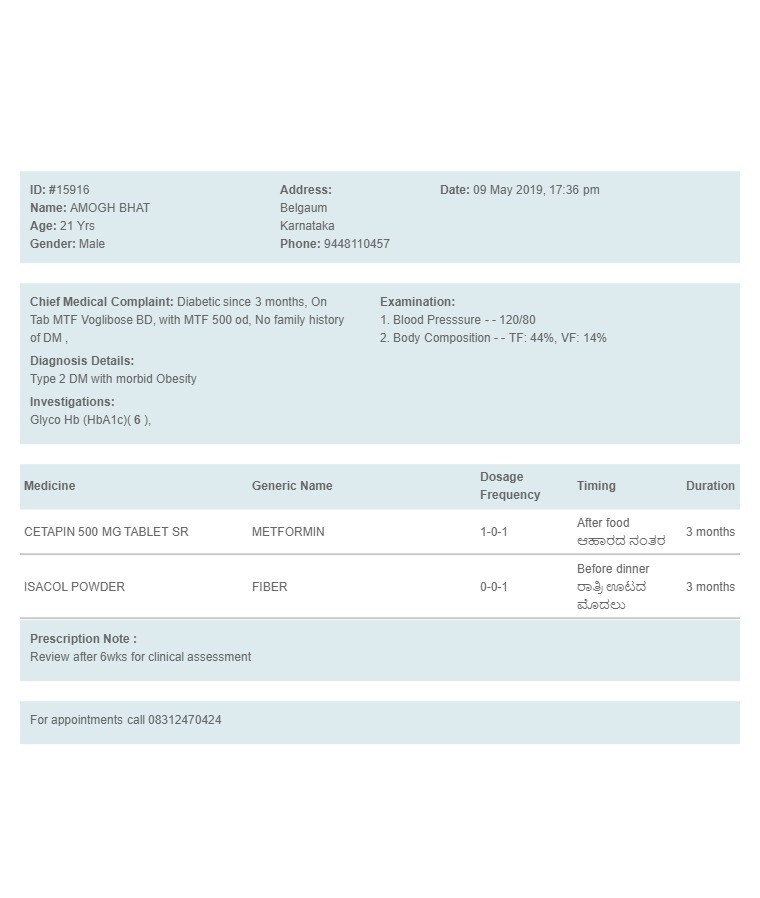 ID: #15916
Name: AMOGH BHAT
Age: 21 Yrs
Gender: Male
Address:
Belgaum
Karnataka
Phone: 9448110457
Date: 09 May 2019, 17:36 pm
Chief Medical Complaint: Diabetic since 3 months, On
Tab MTF Voglibose BD, with MTF 500 od, No family history
of DM ,
Diagnosis Details:
Type 2 DM with morbid Obesity
Investigations:
Glyco Hb (HbA1c)( 6 ),
Examination:
1. Blood Presssure - - 120/80
2. Body Composition - - TF: 44%, VF: 14%
Medicine Generic Name Dosage Frequency Timing Duration
CETAPIN 500 MG TABLET SR METFORMIN 1-0-1 After food 3 months
ಆಹಾರದ ನಂತರ
ISACOL POWDER FIBER 0-0-1 Before dinner 3 months
ರಾತ್ರಿ ಊಟದ
ಮೊದಲು
Prescription Note :
Review after 6wks for clinical assessment
For appointments call 08312470424